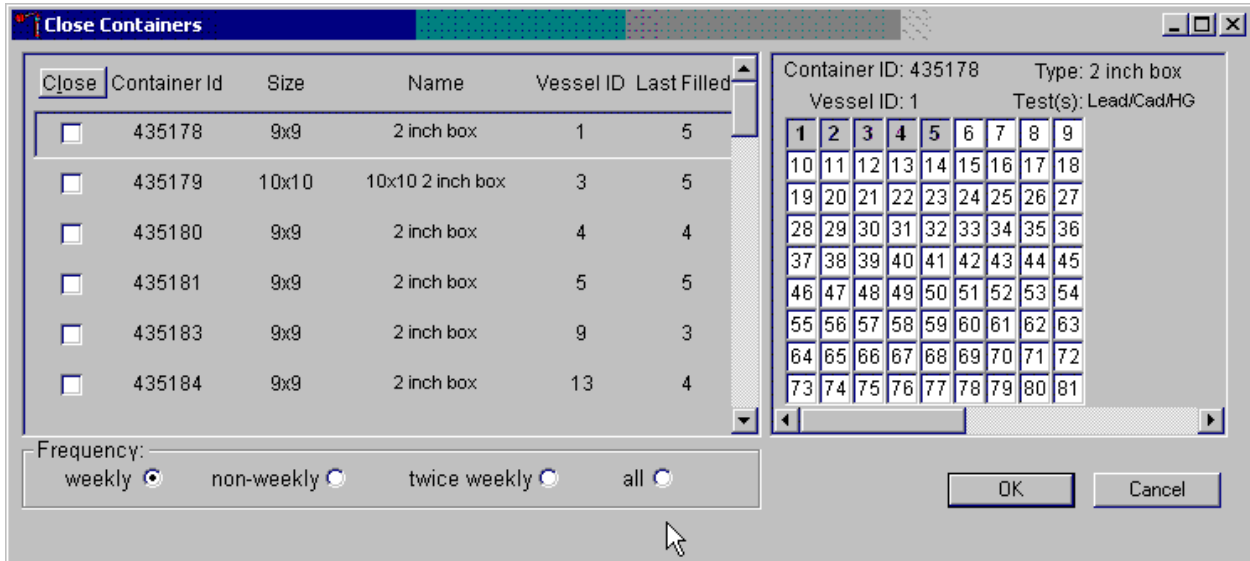 Close Containers
Close Container Id Size Name Vessel ID Last Filled
435178 9x9 2 inch box 1 5
435179 10x10 10x10 2 inch box 3 5
435180 9x9 2 inch box 4 4
435181 9x9 2 inch box 5 5
435183 9x9 2 inch box 9 3
435184 9x9 2 inch box 13 4
Frequency:
weekly non-weekly twice weekly all
Container ID: 435178 Type: 2 inch box
Vessel ID: 1 Test(s): Lead/Cad/HG
1 2 3 4 5 6 7 8 9
10 11 12 13 14 15 16 17 18
19 20 21 22 23 24 25 26 27
28 29 30 31 32 33 34 35 36
37 38 39 40 41 42 43 44 45
46 47 48 49 50 51 52 53 54
55 56 57 58 59 60 61 62 63
64 65 66 67 68 69 70 71 72
73 74 75 76 77 78 79 80 81
OK Cancel